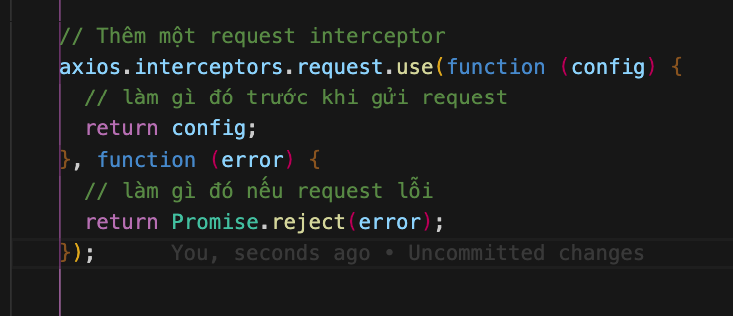 // Thêm một request interceptor
axios.interceptors.request.use(function (config) {
  // làm gì đó trước khi gửi request
  return config;
}, function (error) {
  // làm gì đó nếu request lỗi
  return Promise.reject(error);
});      You, seconds ago • Uncommitted changes